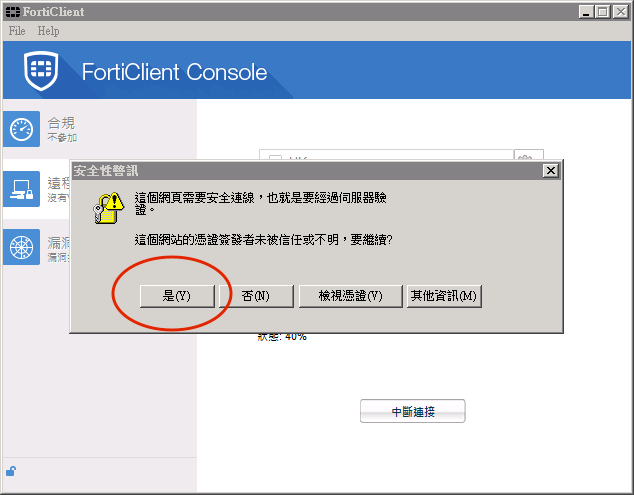 FortiClient
File Help
FortiClient Console
合規
不參加
安全性警訊
這個網頁需要安全連線，也就是要經過伺服器驗
證。
這個網站的憑證簽發者未被信任或不明，要繼續?
是(Y) 否(N) 檢視憑證(V) 其他資訊(M)
遠程
沒有
漏洞
漏洞
狀態: 40%
中斷連接